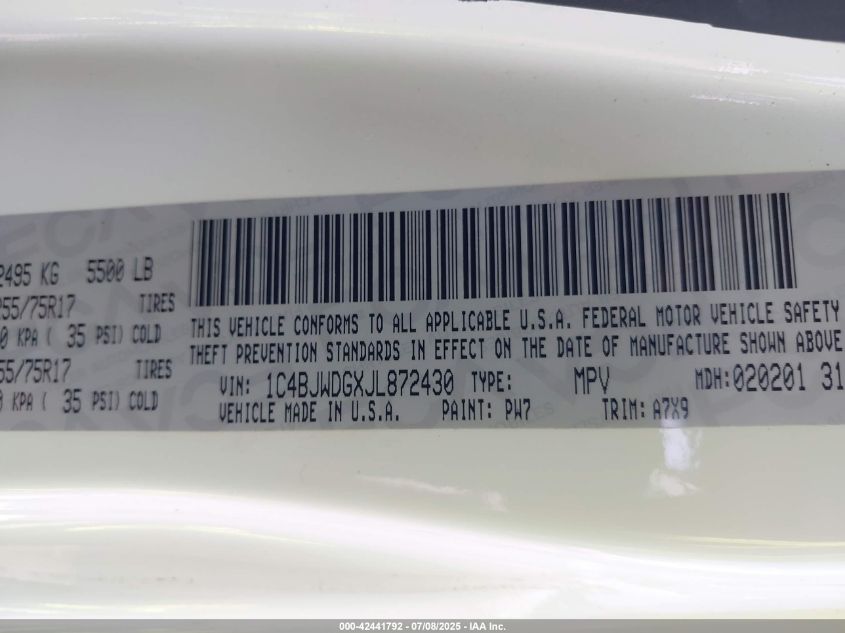 2495 KG 5500 LB
255/75R17 TIRES
0 KPA ( 35 PSI) COLD
55/75R17 TIRES
0 KPA ( 35 PSI) COLD
THIS VEHICLE CONFORMS TO ALL APPLICABLE U.S.A. FEDERAL MOTOR VEHICLE SAFETY
THEFT PREVENTION STANDARDS IN EFFECT ON THE DATE OF MANUFACTURE SHOWN ABOVE
VIN: 1C4BJWDGXJL872430 TYPE: MPV MDH:020201 31
VEHICLE MADE IN U.S.A. PAINT: PW7 TRIM: A7X9
000-42441792 - 07/08/2025 - IAA Inc.